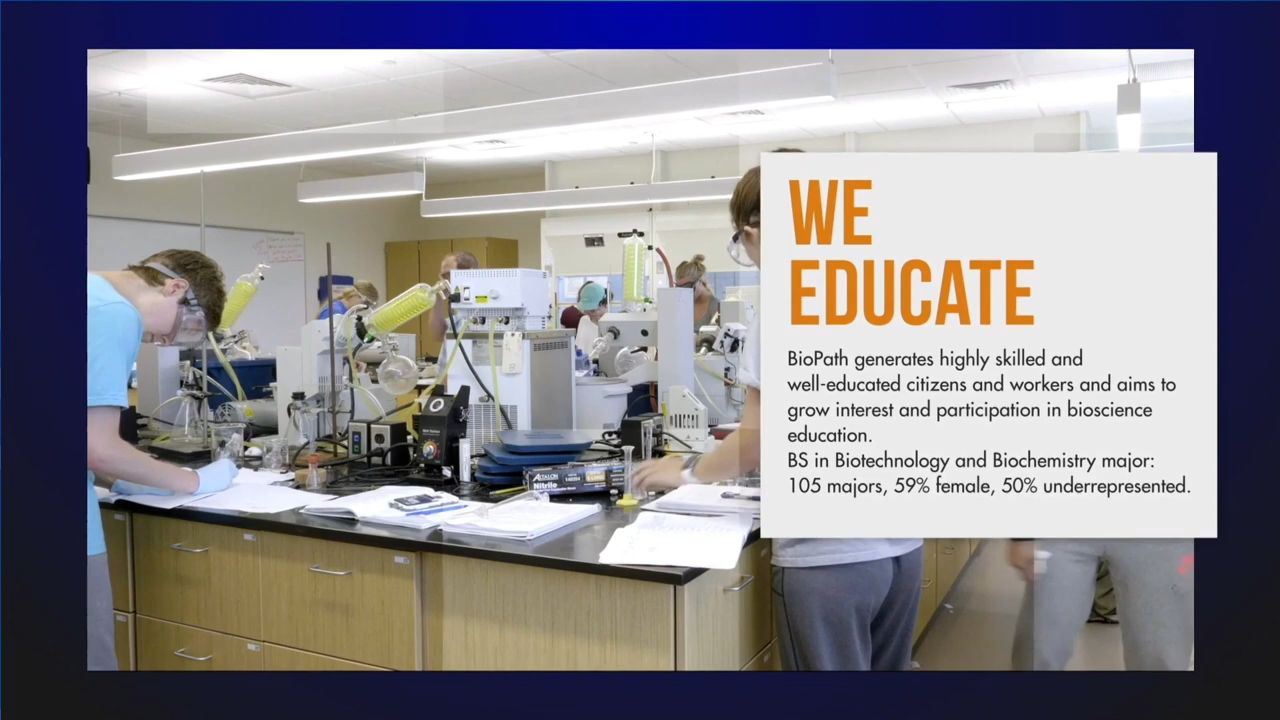 WE
EDUCATE
BioPath generates highly skilled and
well-educated citizens and workers and aims to
grow interest and participation in bioscience
education.
BS in Biotechnology and Biochemistry major:
105 majors, 59% female, 50% underrepresented.
Nitrile